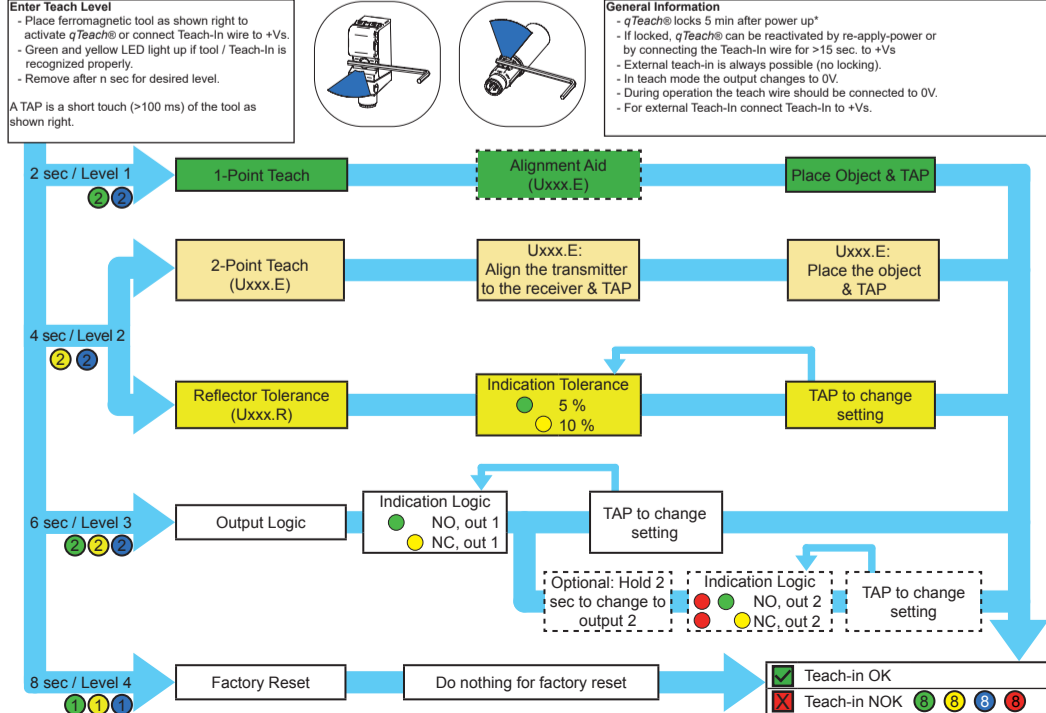 Enter Teach Level
- Place ferromagnetic tool as shown right to
activate qTeach® or connect Teach-In wire to +Vs.
- Green and yellow LED light up if tool / Teach-In is
recognized properly.
- Remove after n sec for desired level.
A TAP is a short touch (>100 ms) of the tool as
shown right.
General Information
- qTeach® locks 5 min after power up*
- If locked, qTeach® can be reactivated by re-apply-power or
by connecting the Teach-In wire for >15 sec. to +Vs
- External teach-in is always possible (no locking).
- In teach mode the output changes to 0V.
- During operation the teach wire should be connected to 0V.
- For external Teach-In connect Teach-In to +Vs.
2 sec / Level 1
2 2
1-Point Teach
Alignment Aid
(Uxxx.E)
Place Object & TAP
4 sec / Level 2
2 2
2-Point Teach
(Uxxx.E)
Uxxx.E:
Align the transmitter
to the receiver & TAP
Uxxx.E:
Place the object
& TAP
Reflector Tolerance
(Uxxx.R)
Indication Tolerance
5 %
10 %
TAP to change
setting
6 sec / Level 3
2 2 2
Output Logic
Indication Logic
NO, out 1
NC, out 1
TAP to change
setting
Optional: Hold 2
sec to change to
output 2
Indication Logic
NO, out 2
NC, out 2
TAP to change
setting
8 sec / Level 4
1 1 1
Factory Reset
Do nothing for factory reset
Teach-in OK
X Teach-in NOK 8 8 8 8